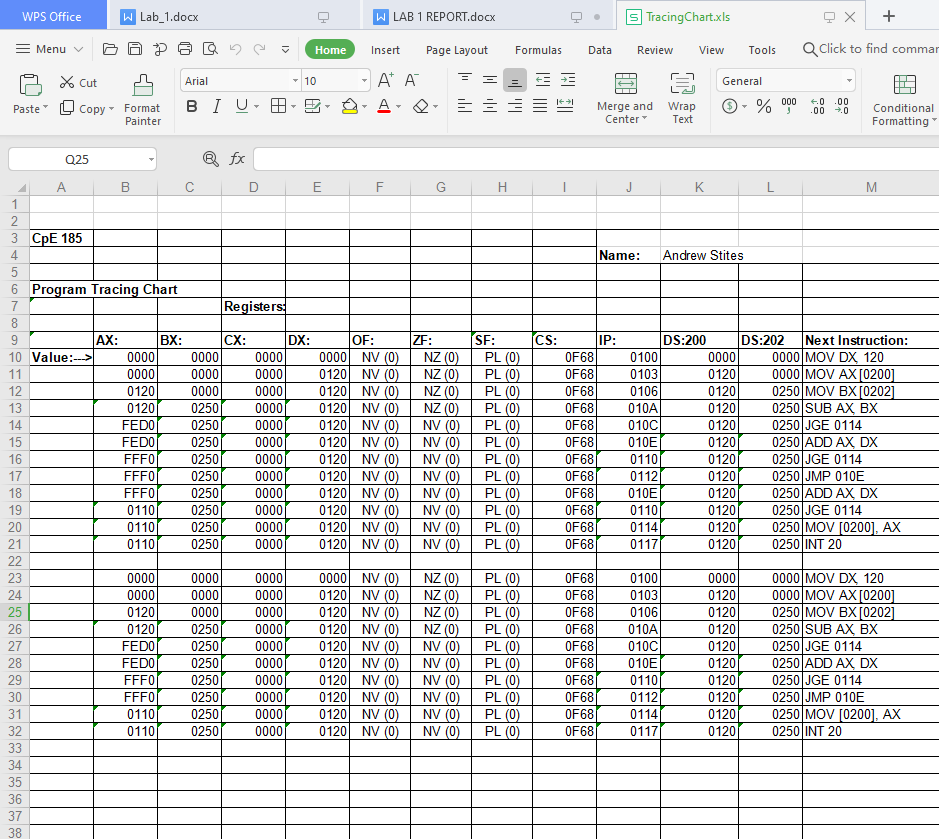 WPS Office Lab_1.docx LAB 1 REPORT.docx TracingChart.xls
Menu Home Insert Page Layout Formulas Data Review View Tools Click to find commar
Paste Cut Copy Format Painter Arial 10 A+ A- B I U A Merge and Center Wrap Text General $ % 000 Conditional Formatting
Q25 fx
A B C D E F G H I J K L M
1
2
3 CpE 185
4 Name: Andrew Stites
5
6 Program Tracing Chart
7 Registers:
8
9 AX: BX: CX: DX: OF: ZF: SF: CS: IP: DS:200 DS:202 Next Instruction:
10 Value:---> 0000 0000 0000 0000 NV (0) NZ (0) PL (0) 0F68 0100 0000 0000 MOV DX, 120
11 0000 0000 0000 0120 NV (0) NZ (0) PL (0) 0F68 0103 0120 0000 MOV AX [0200]
12 0120 0000 0000 0120 NV (0) NZ (0) PL (0) 0F68 0106 0120 0250 MOV BX [0202]
13 0120 0250 0000 0120 NV (0) NZ (0) PL (0) 0F68 010A 0120 0250 SUB AX, BX
14 FED0 0250 0000 0120 NV (0) NV (0) PL (0) 0F68 010C 0120 0250 JGE 0114
15 FED0 0250 0000 0120 NV (0) NV (0) PL (0) 0F68 010E 0120 0250 ADD AX, DX
16 FFF0 0250 0000 0120 NV (0) NV (0) PL (0) 0F68 0110 0120 0250 JGE 0114
17 FFF0 0250 0000 0120 NV (0) NV (0) PL (0) 0F68 0112 0120 0250 JMP 010E
18 FFF0 0250 0000 0120 NV (0) NV (0) PL (0) 0F68 010E 0120 0250 ADD AX, DX
19 0110 0250 0000 0120 NV (0) NV (0) PL (0) 0F68 0110 0120 0250 JGE 0114
20 0110 0250 0000 0120 NV (0) NV (0) PL (0) 0F68 0114 0120 0250 MOV [0200], AX
21 0110 0250 0000 0120 NV (0) NV (0) PL (0) 0F68 0117 0120 0250 INT 20
22
23 0000 0000 0000 0000 NV (0) NZ (0) PL (0) 0F68 0100 0000 0000 MOV DX, 120
24 0000 0000 0000 0120 NV (0) NZ (0) PL (0) 0F68 0103 0120 0000 MOV AX [0200]
25 0120 0000 0000 0120 NV (0) NZ (0) PL (0) 0F68 0106 0120 0250 MOV BX [0202]
26 0120 0250 0000 0120 NV (0) NZ (0) PL (0) 0F68 010A 0120 0250 SUB AX, BX
27 FED0 0250 0000 0120 NV (0) NV (0) PL (0) 0F68 010C 0120 0250 JGE 0114
28 FED0 0250 0000 0120 NV (0) NV (0) PL (0) 0F68 010E 0120 0250 ADD AX, DX
29 FFF0 0250 0000 0120 NV (0) NV (0) PL (0) 0F68 0110 0120 0250 JGE 0114
30 FFF0 0250 0000 0120 NV (0) NV (0) PL (0) 0F68 0112 0120 0250 JMP 010E
31 0110 0250 0000 0120 NV (0) NV (0) PL (0) 0F68 0114 0120 0250 MOV [0200], AX
32 0110 0250 0000 0120 NV (0) NV (0) PL (0) 0F68 0117 0120 0250 INT 20
33
34
35
36
37
38